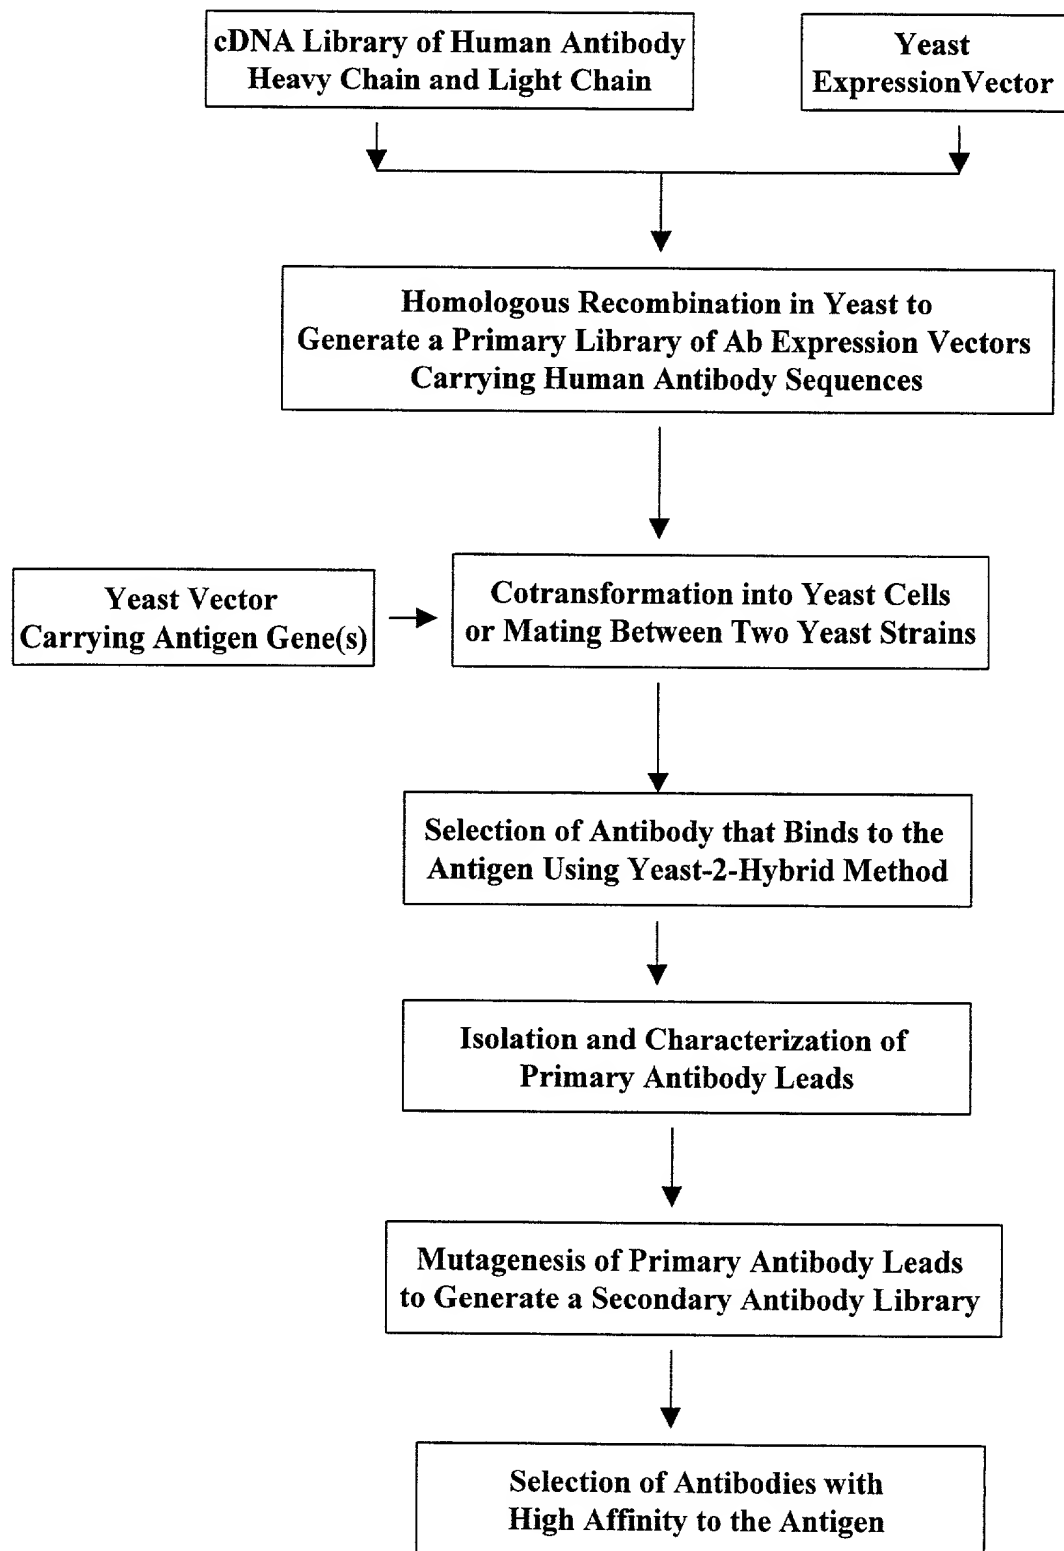 cDNA Library of Human Antibody
Heavy Chain and Light Chain
Yeast
ExpressionVector
Homologous Recombination in Yeast to
Generate a Primary Library of Ab Expression Vectors
Carrying Human Antibody Sequences
Yeast Vector
Carrying Antigen Gene(s)
Cotransformation into Yeast Cells
or Mating Between Two Yeast Strains
Selection of Antibody that Binds to the
Antigen Using Yeast-2-Hybrid Method
Isolation and Characterization of
Primary Antibody Leads
Mutagenesis of Primary Antibody Leads
to Generate a Secondary Antibody Library
Selection of Antibodies with
High Affinity to the Antigen